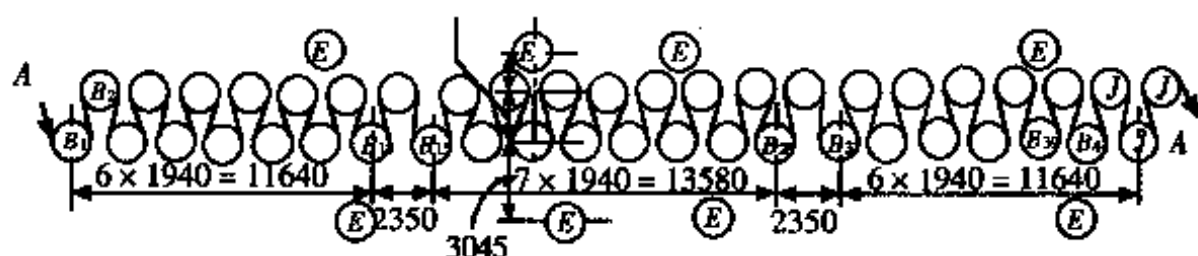 E E E E
A
B2 J J
B1 B1 B1 B2 B3 B39 B4 J A
6 × 1940 = 11640 7 × 1940 = 13580 6 × 1940 = 11640
E 2350 E E 2350 E
3045